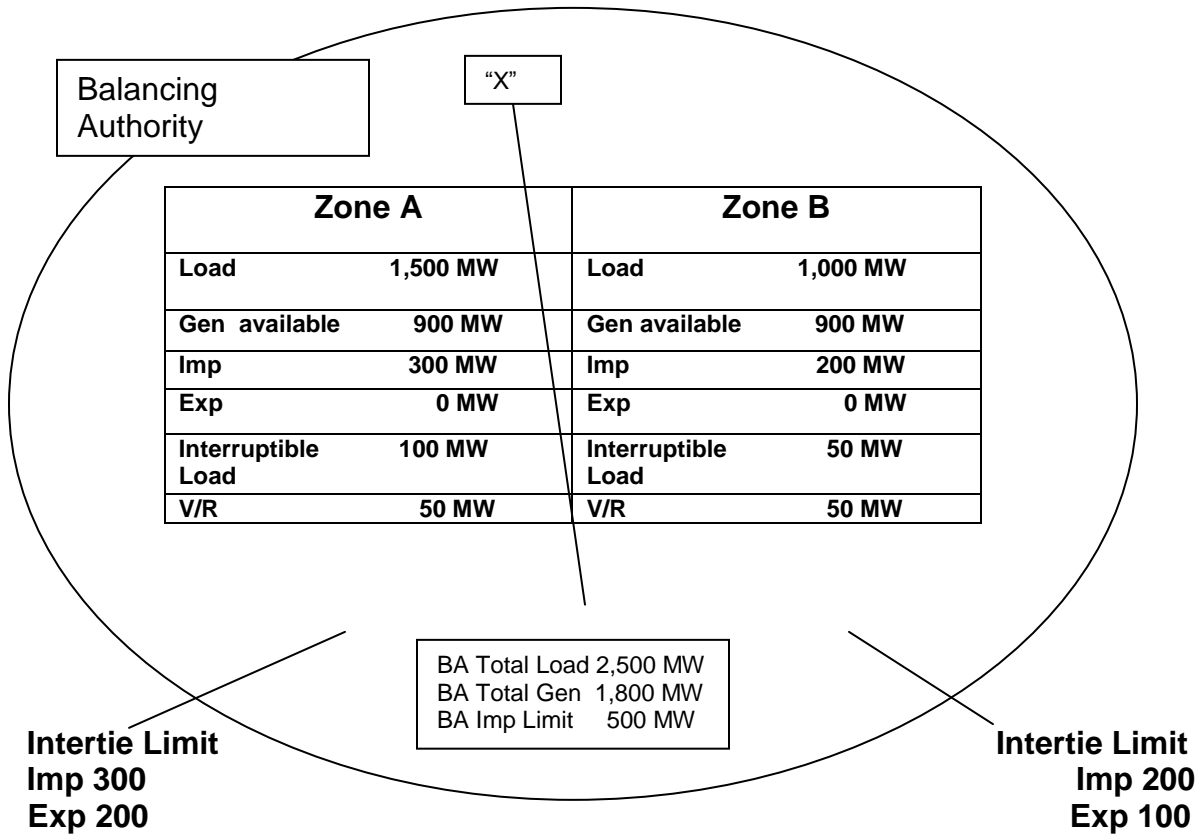 Balancing
Authority
“X”
Zone A Zone B
Load 1,500 MW Load 1,000 MW
Gen available 900 MW Gen available 900 MW
Imp 300 MW Imp 200 MW
Exp 0 MW Exp 0 MW
Interruptible 100 MW Interruptible 50 MW
Load Load
V/R 50 MW V/R 50 MW
BA Total Load 2,500 MW
BA Total Gen 1,800 MW
BA Imp Limit 500 MW
Intertie Limit
Imp 300
Exp 200
Intertie Limit
Imp 200
Exp 100